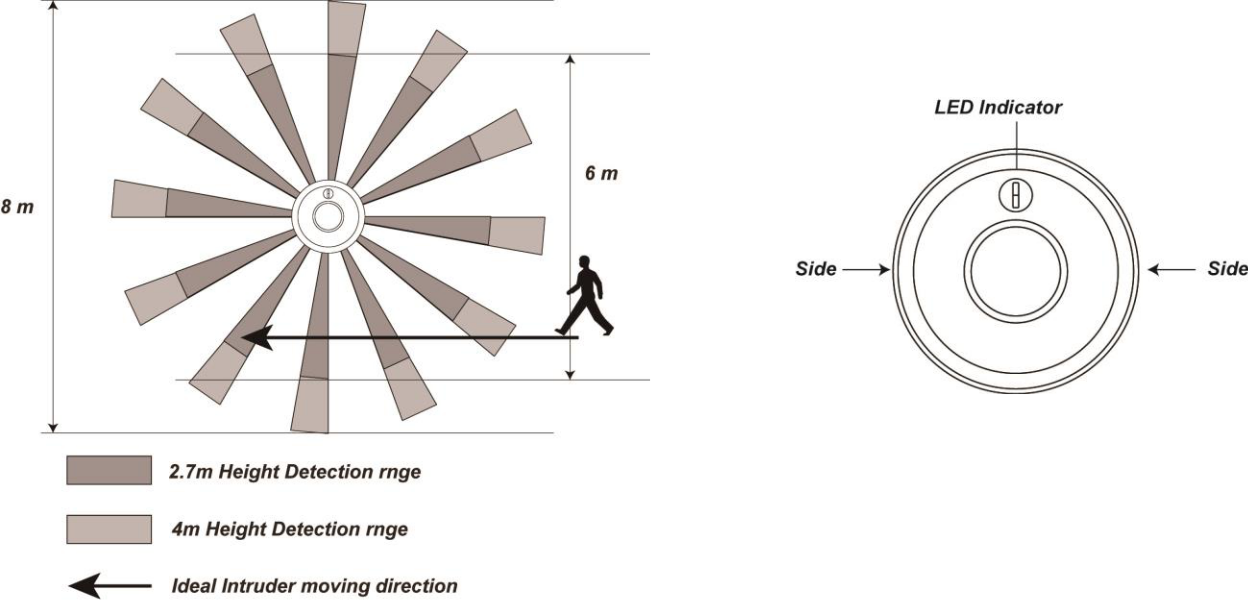 8 m
6 m
2.7m Height Detection rnge
4m Height Detection rnge
Ideal Intruder moving direction
LED Indicator
Side
Side